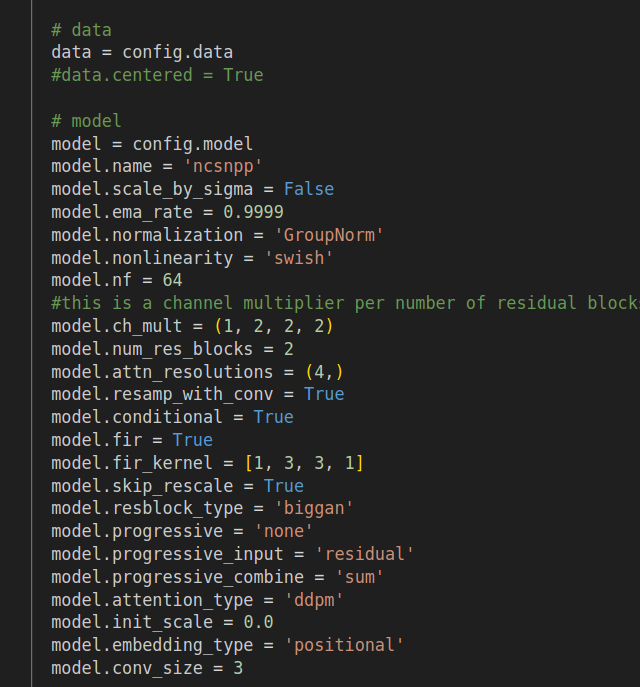 # data
data = config.data
#data.centered = True
# model
model = config.model
model.name = 'ncsnpp'
model.scale_by_sigma = False
model.ema_rate = 0.9999
model.normalization = 'GroupNorm'
model.nonlinearity = 'swish'
model.nf = 64
#this is a channel multiplier per number of residual blocks
model.ch_mult = (1, 2, 2, 2)
model.num_res_blocks = 2
model.attn_resolutions = (4,)
model.resamp_with_conv = True
model.conditional = True
model.fir = True
model.fir_kernel = [1, 3, 3, 1]
model.skip_rescale = True
model.resblock_type = 'biggan'
model.progressive = 'none'
model.progressive_input = 'residual'
model.progressive_combine = 'sum'
model.attention_type = 'ddpm'
model.init_scale = 0.0
model.embedding_type = 'positional'
model.conv_size = 3